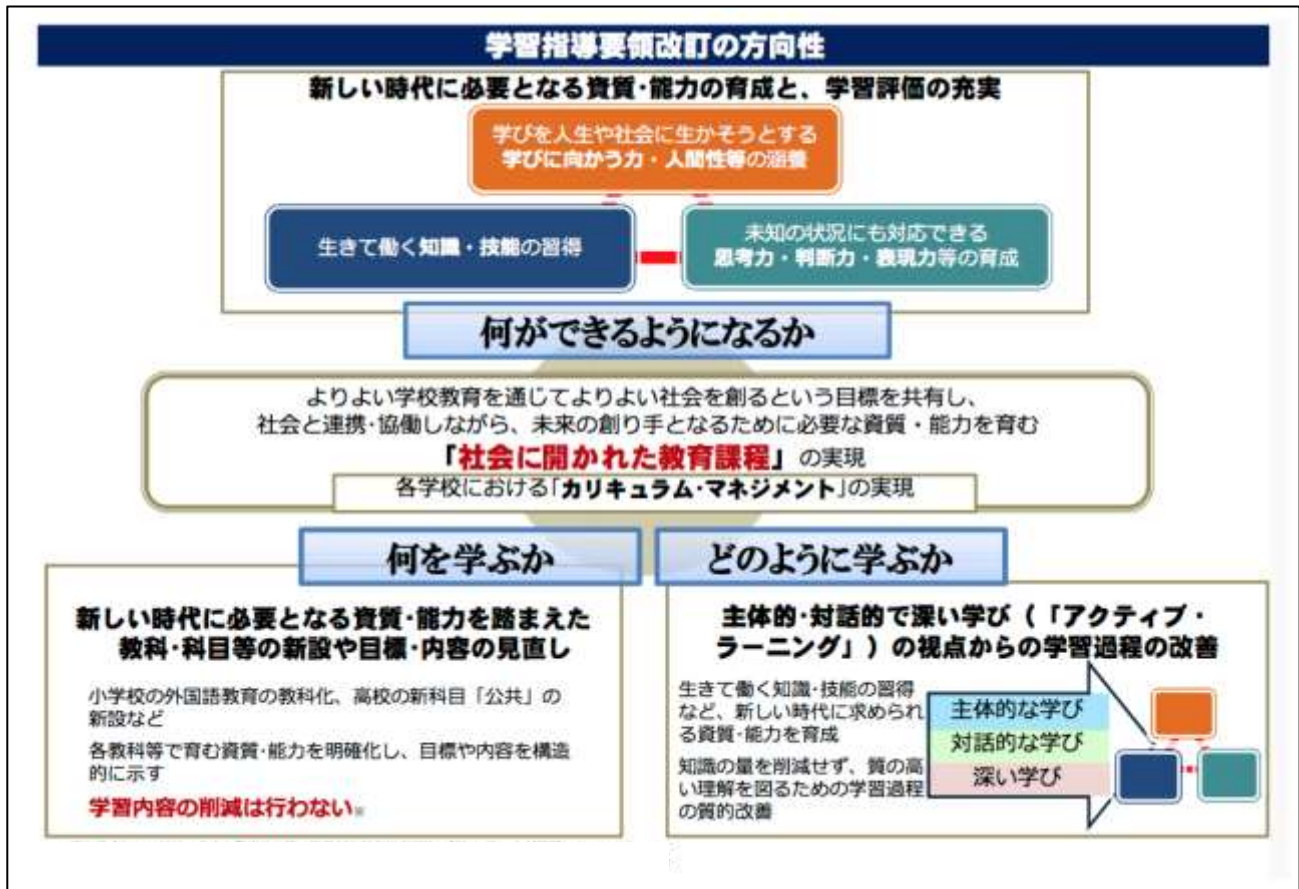 学習指導要領改訂の方向性
新しい時代に必要となる資質・能力の育成と、学習評価の充実
学びを人生や社会に生かそうとする
学びに向かう力・人間性等の涵養
生きて働く知識・技能の習得
未知の状況にも対応できる
思考力・判断力・表現力等の育成
何ができるようになるか
よりよい学校教育を通じてよりよい社会を創るという目標を共有し、
社会と連携・協働しながら、未来の創り手となるために必要な資質・能力を育む
「社会に開かれた教育課程」の実現
各学校における「カリキュラム・マネジメント」の実現
何を学ぶか
新しい時代に必要となる資質・能力を踏まえた
教科・科目等の新設や目標・内容の見直し
小学校の外国語教育の教科化、高校の新科目「公共」の
新設など
各教科等で育む資質・能力を明確化し、目標や内容を構造
的に示す
学習内容の削減は行わない※
どのように学ぶか
主体的・対話的で深い学び（「アクティブ・
ラーニング」）の視点からの学習過程の改善
生きて働く知識・技能の習得
など、新しい時代に求められ
る資質・能力を育成
知識の量を削減せず、質の高
い理解を図るための学習過程
の質的改善
主体的な学び
対話的な学び
深い学び